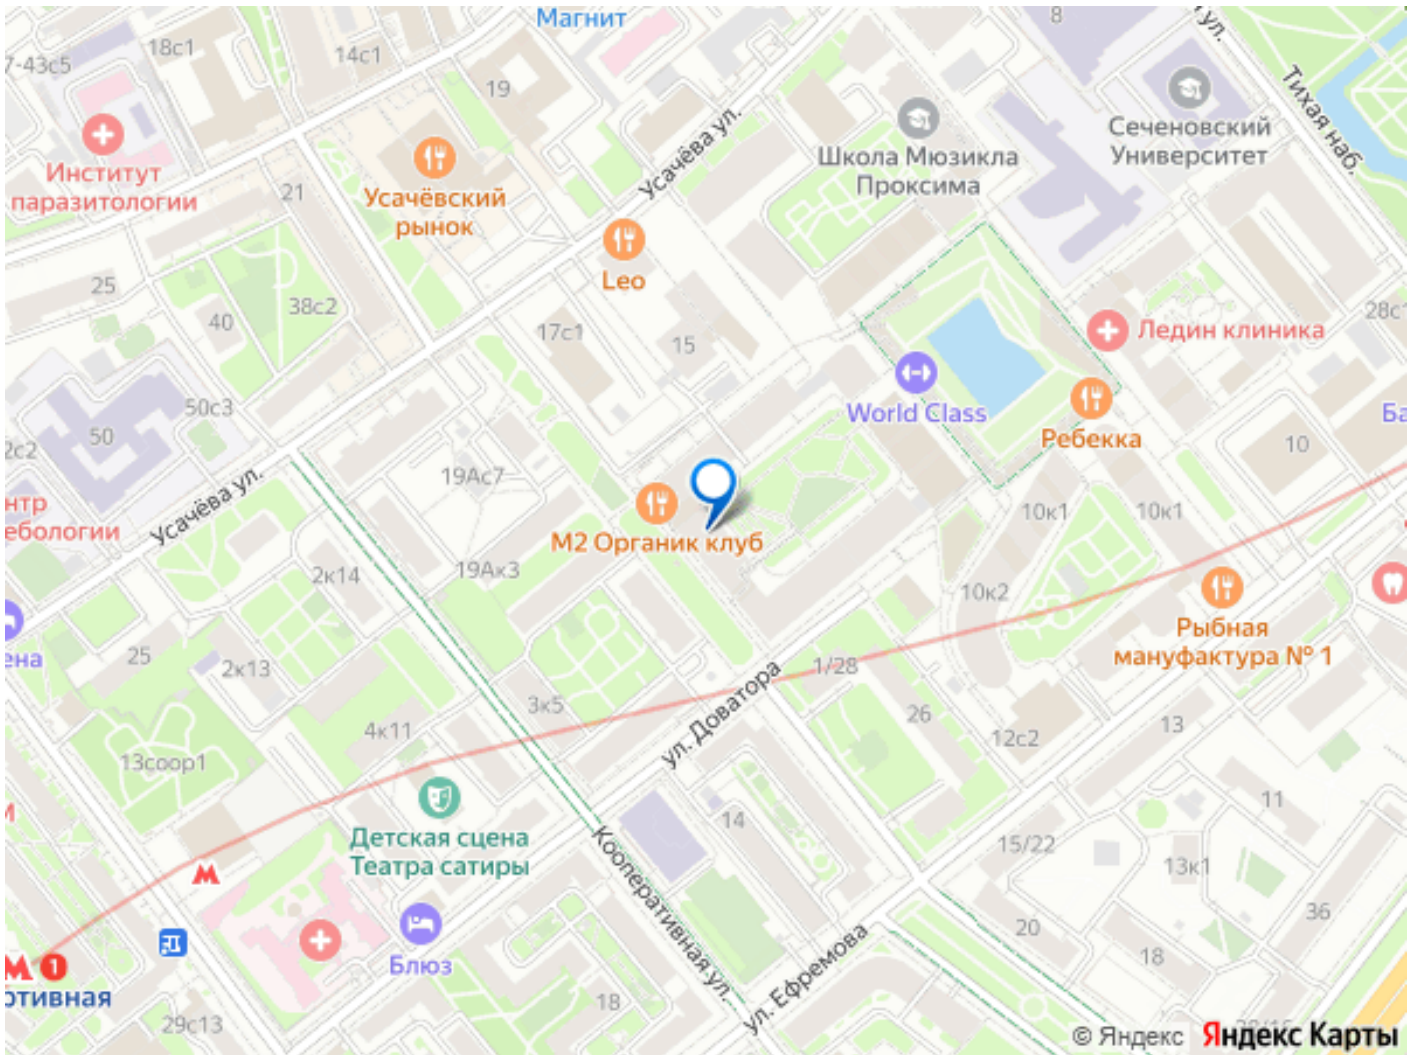 Магнит
8
ул.
18с1
14с1
7-43с5
19
Тихая наб.
Сеченовский
Университет
Усачёва ул.
Школа Мюзикла
Проксима
Институт
паразитологии
21
Усачёвский
рынок
Leo
25
38с2
40
17с1
15
28с1
Ледин клиника
50с3
50
2с2
World Class
Ребекка
10
Ба
19Ас7
нтр
ебологии
Усачёва ул.
М2 Органик клуб
10к1
10к1
2к14
19Ак3
10к2
Рыбная
мануфактура № 1
ена
25
2к13
1/28
3к5
ул. Доватора
4к11
26
12с2
13
13соор1
11
Детская сцена
Театра сатиры
14
15/22
13к1
Кооперативная ул.
36
20
18
Блюз
ул. Ефремова
М 1
ртивная
29с13
18
© Яндекс Яндекс Карты